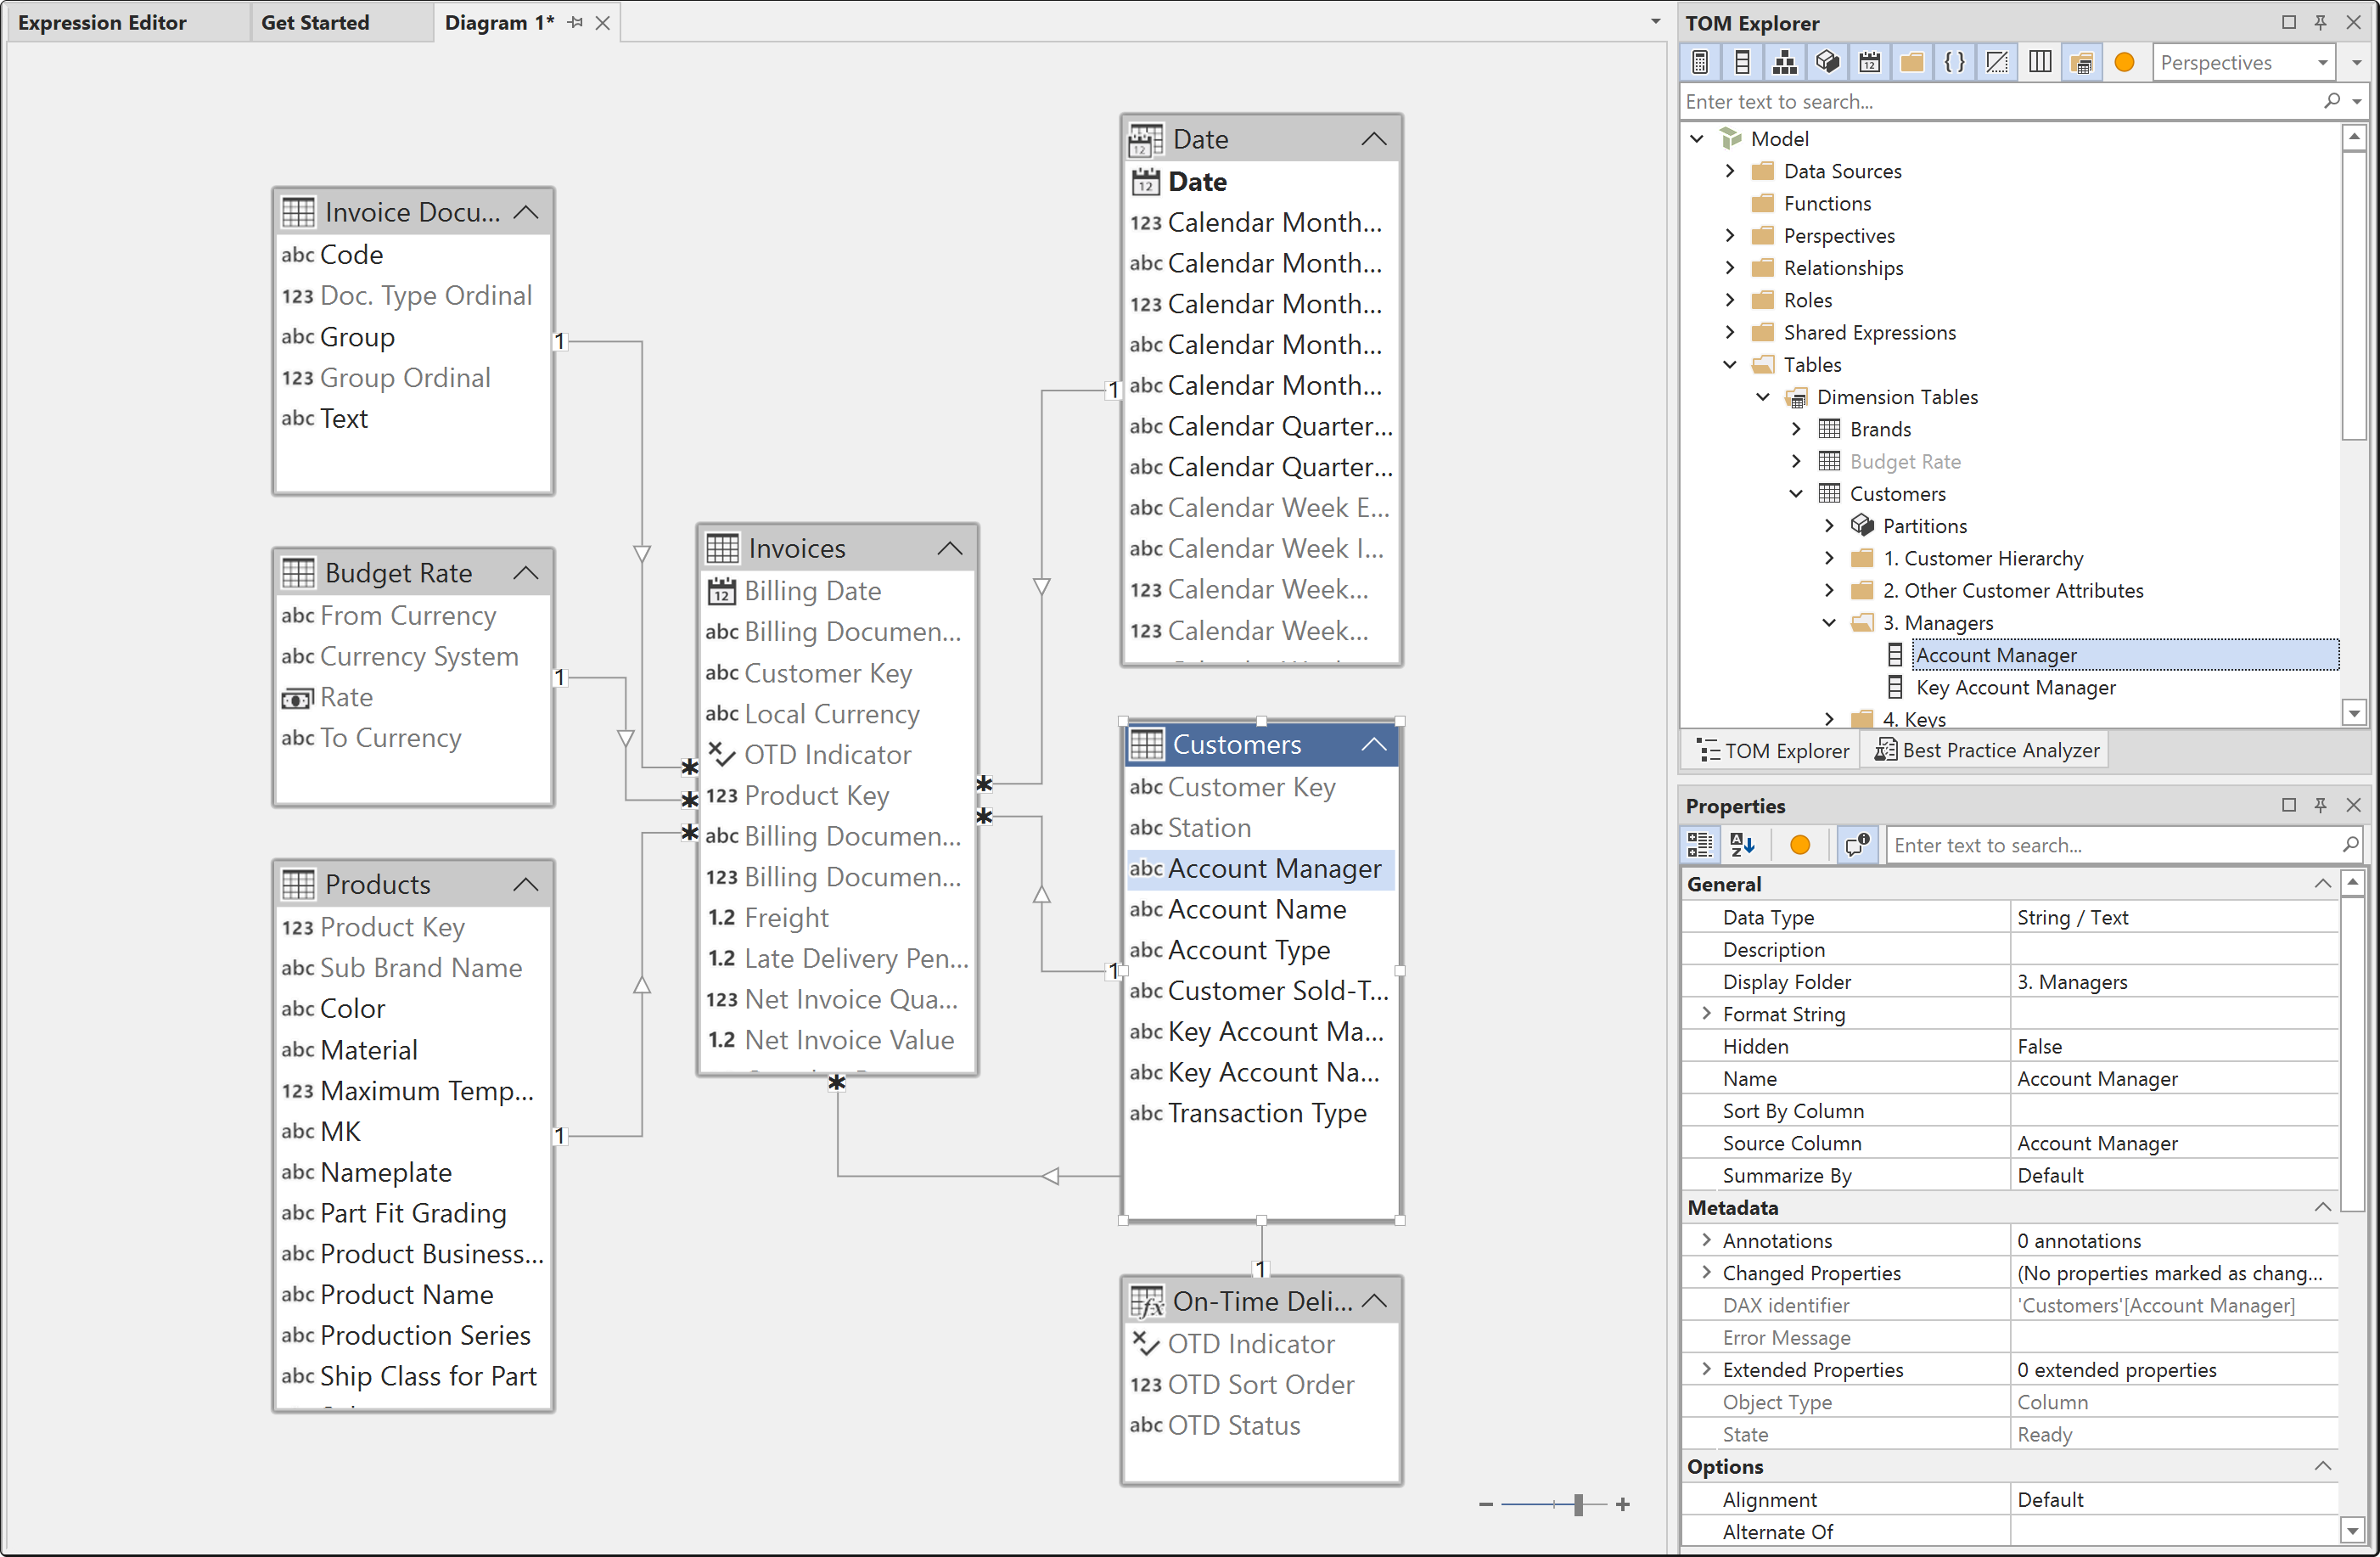 Expression Editor
Get Started
Diagram 1*
Invoice Docu...
abc Code
123 Doc. Type Ordinal
abc Group
123 Group Ordinal
abc Text
1
Budget Rate
abc From Currency
abc Currency System
Rate
abc To Currency
1
Products
123 Product Key
abc Sub Brand Name
abc Color
abc Material
123 Maximum Temp...
abc MK
abc Nameplate
abc Part Fit Grading
abc Product Business...
abc Product Name
abc Production Series
abc Ship Class for Part
1
Invoices
12 Billing Date
abc Billing Documen...
abc Customer Key
abc Local Currency
OTD Indicator
123 Product Key
abc Billing Documen...
123 Billing Documen...
1.2 Freight
1.2 Late Delivery Pen...
123 Net Invoice Qua...
1.2 Net Invoice Value
*
*
*
*
*
*
12 Date
12 Date
123 Calendar Month...
abc Calendar Month...
123 Calendar Month...
abc Calendar Month...
abc Calendar Month...
abc Calendar Quarter...
abc Calendar Quarter...
abc Calendar Week E...
abc Calendar Week I...
123 Calendar Week...
123 Calendar Week...
1
Customers
abc Customer Key
abc Station
abc Account Manager
abc Account Name
abc Account Type
abc Customer Sold-T...
abc Key Account Ma...
abc Key Account Na...
abc Transaction Type
1
1
fx On-Time Deli...
OTD Indicator
123 OTD Sort Order
abc OTD Status
TOM Explorer
12 { } Perspectives
Enter text to search...
Model
Data Sources
Functions
Perspectives
Relationships
Roles
Shared Expressions
Tables
Dimension Tables
Brands
Budget Rate
Customers
Partitions
1. Customer Hierarchy
2. Other Customer Attributes
3. Managers
Account Manager
Key Account Manager
4. Keys
TOM Explorer
Best Practice Analyzer
Properties
AZ Enter text to search...
General
Data Type String / Text
Description
Display Folder 3. Managers
Format String
Hidden False
Name Account Manager
Sort By Column
Source Column Account Manager
Summarize By Default
Metadata
Annotations 0 annotations
Changed Properties (No properties marked as chang...
DAX identifier 'Customers'[Account Manager]
Error Message
Extended Properties 0 extended properties
Object Type Column
State Ready
Options
Alignment Default
Alternate Of